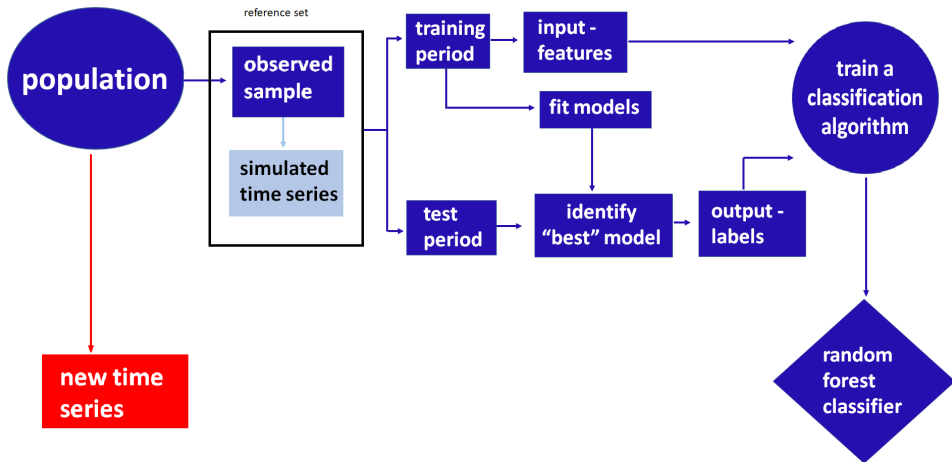 reference set
population
observed
sample
simulated
time series
training
period
input -
features
fit models
test
period
identify
“best” model
output -
labels
train a
classification
algorithm
random
forest
classifier
new time
series